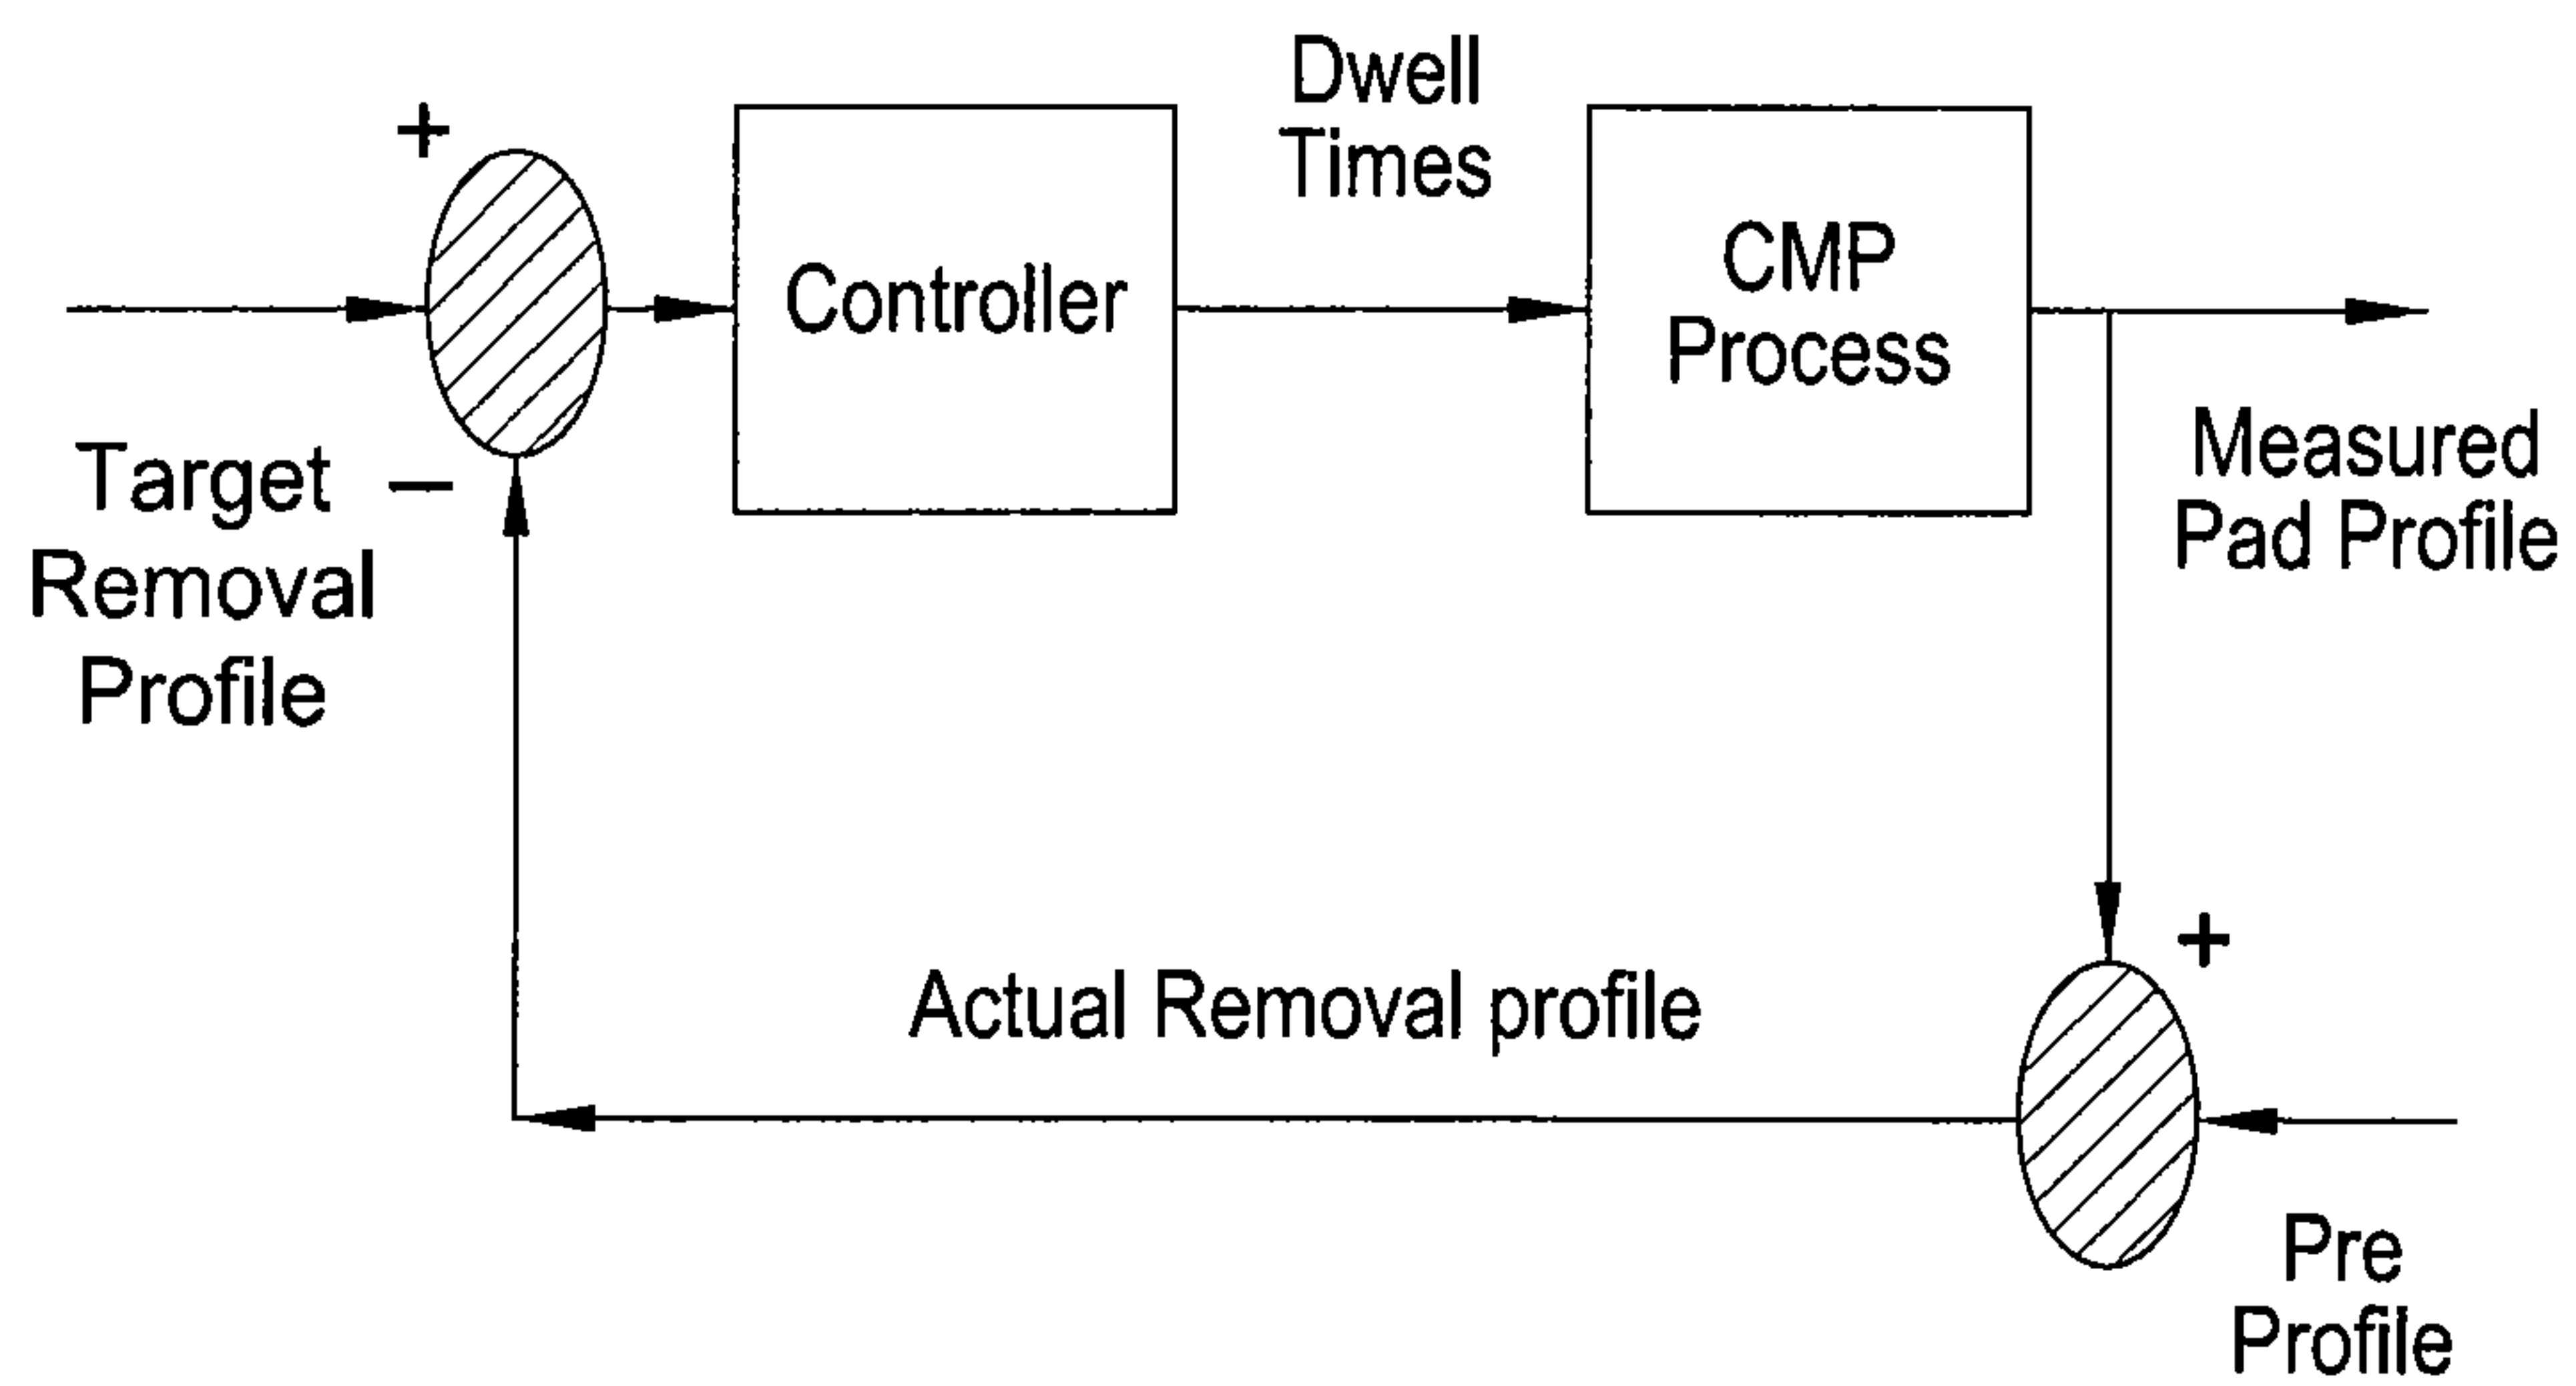 +
Dwell
Times
Controller
CMP
Process
Target
Removal
Profile
−
Measured
Pad Profile
+
Actual Removal profile
Pre
Profile